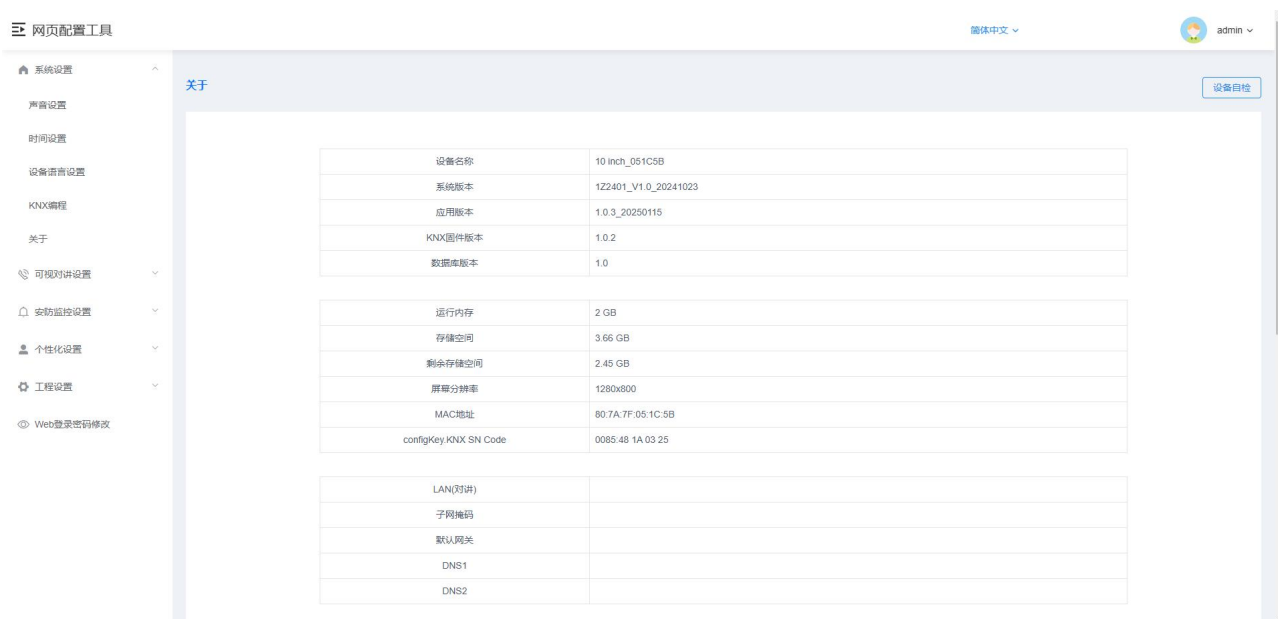 网页配置工具
简体中文
admin
系统设置
声音设置
时间设置
设备语言设置
KNX编程
关于
可视对讲设置
安防监控设置
个性化设置
工程设置
Web登录密码修改
关于
设备自检
设备名称 10 inch_051C5B
系统版本 1Z2401_V1.0_20241023
应用版本 1.0.3_20250115
KNX固件版本 1.0.2
数据库版本 1.0
运行内存 2 GB
存储空间 3.66 GB
剩余存储空间 2.45 GB
屏幕分辨率 1280x800
MAC地址 80:7A:7F:05:1C:5B
configKey.KNX SN Code 0085:48 1A 03 25
LAN(对讲)
子网掩码
默认网关
DNS1
DNS2